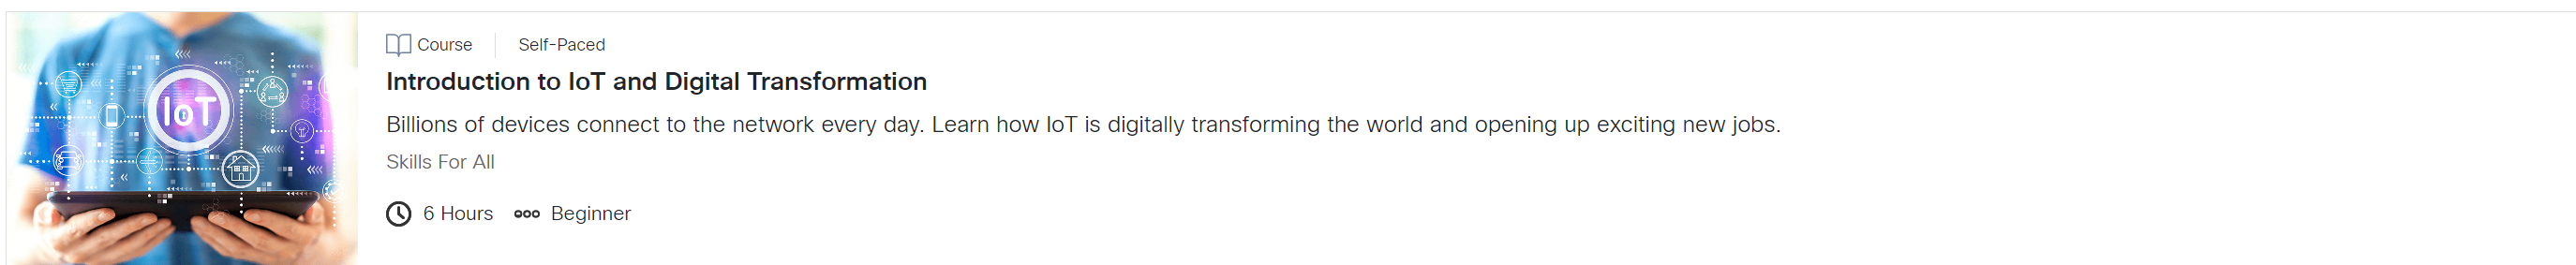 IoT
Course
Self-Paced
Introduction to IoT and Digital Transformation
Billions of devices connect to the network every day. Learn how IoT is digitally transforming the world and opening up exciting new jobs.
Skills For All
6 Hours
Beginner